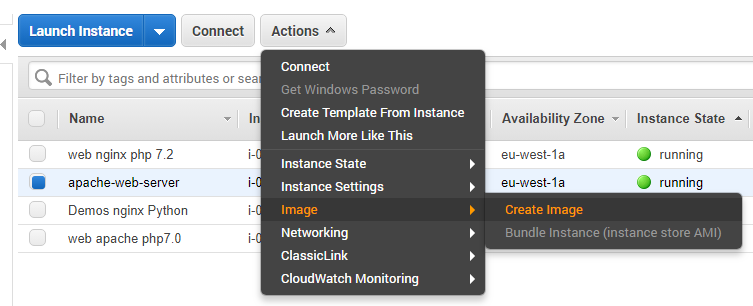 Launch Instance
Connect
Actions
Filter by tags and attributes or sea
Connect
Get Windows Password
Create Template From Instance
Launch More Like This
Instance State
Instance Settings
Image
Networking
ClassicLink
CloudWatch Monitoring
Create Image
Bundle Instance (instance store AMI)
Name
In
Availability Zone
Instance State
web nginx php 7.2
i-0
eu-west-1a
running
apache-web-server
i-0
eu-west-1a
running
Demos nginx Python
i-0
web apache php7.0
i-0